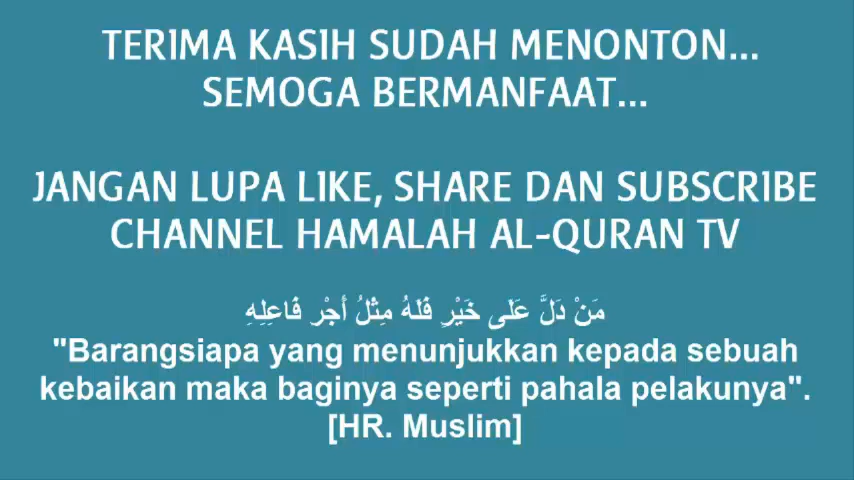 TERIMA KASIH SUDAH MENONTON...
SEMOGA BERMANFAAT...
JANGAN LUPA LIKE, SHARE DAN SUBSCRIBE
CHANNEL HAMALAH AL-QURAN TV
مَنْ دَلَّ عَلَى خَيْرٍ فَلَهُ مِثْلُ أَجْرِ فَاعِلِهِ
"Barangsiapa yang menunjukkan kepada sebuah
kebaikan maka baginya seperti pahala pelakunya".
[HR. Muslim]